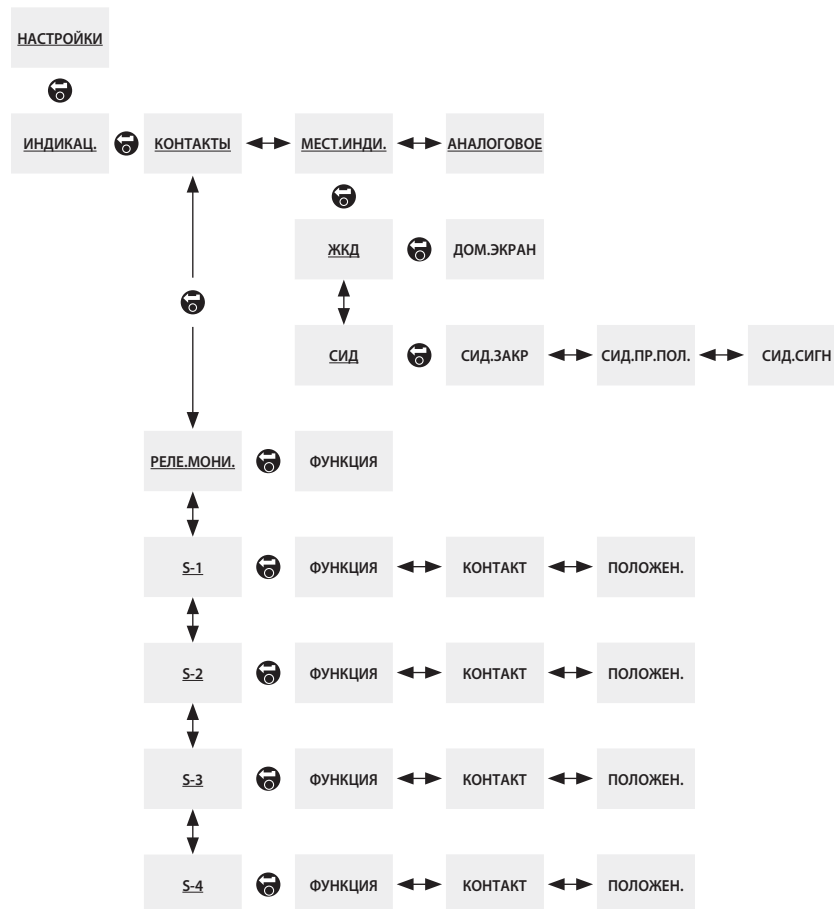 НАСТРОЙКИ
ИНДИКАЦ. КОНТАКТЫ МЕСТ.ИНДИ. АНАЛОГОВОЕ
ЖКД ДОМ.ЭКРАН
СИД СИД.ЗАКР СИД.ПР.ПОЛ. СИД.СИГН
РЕЛЕ.МОНИ. ФУНКЦИЯ
S-1 ФУНКЦИЯ КОНТАКТ ПОЛОЖЕН.
S-2 ФУНКЦИЯ КОНТАКТ ПОЛОЖЕН.
S-3 ФУНКЦИЯ КОНТАКТ ПОЛОЖЕН.
S-4 ФУНКЦИЯ КОНТАКТ ПОЛОЖЕН.